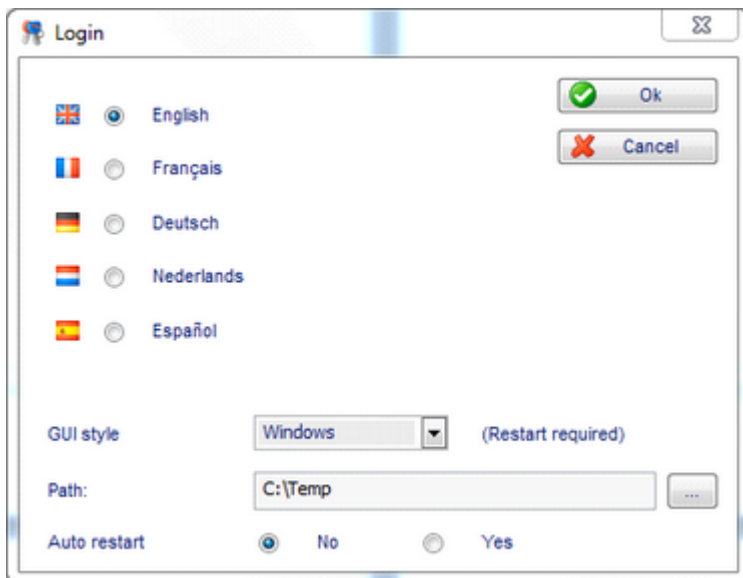 Login
English
Ok
Cancel
Français
Deutsch
Nederlands
Español
GUI style
Windows
(Restart required)
Path:
C:\Temp
...
Auto restart
No
Yes